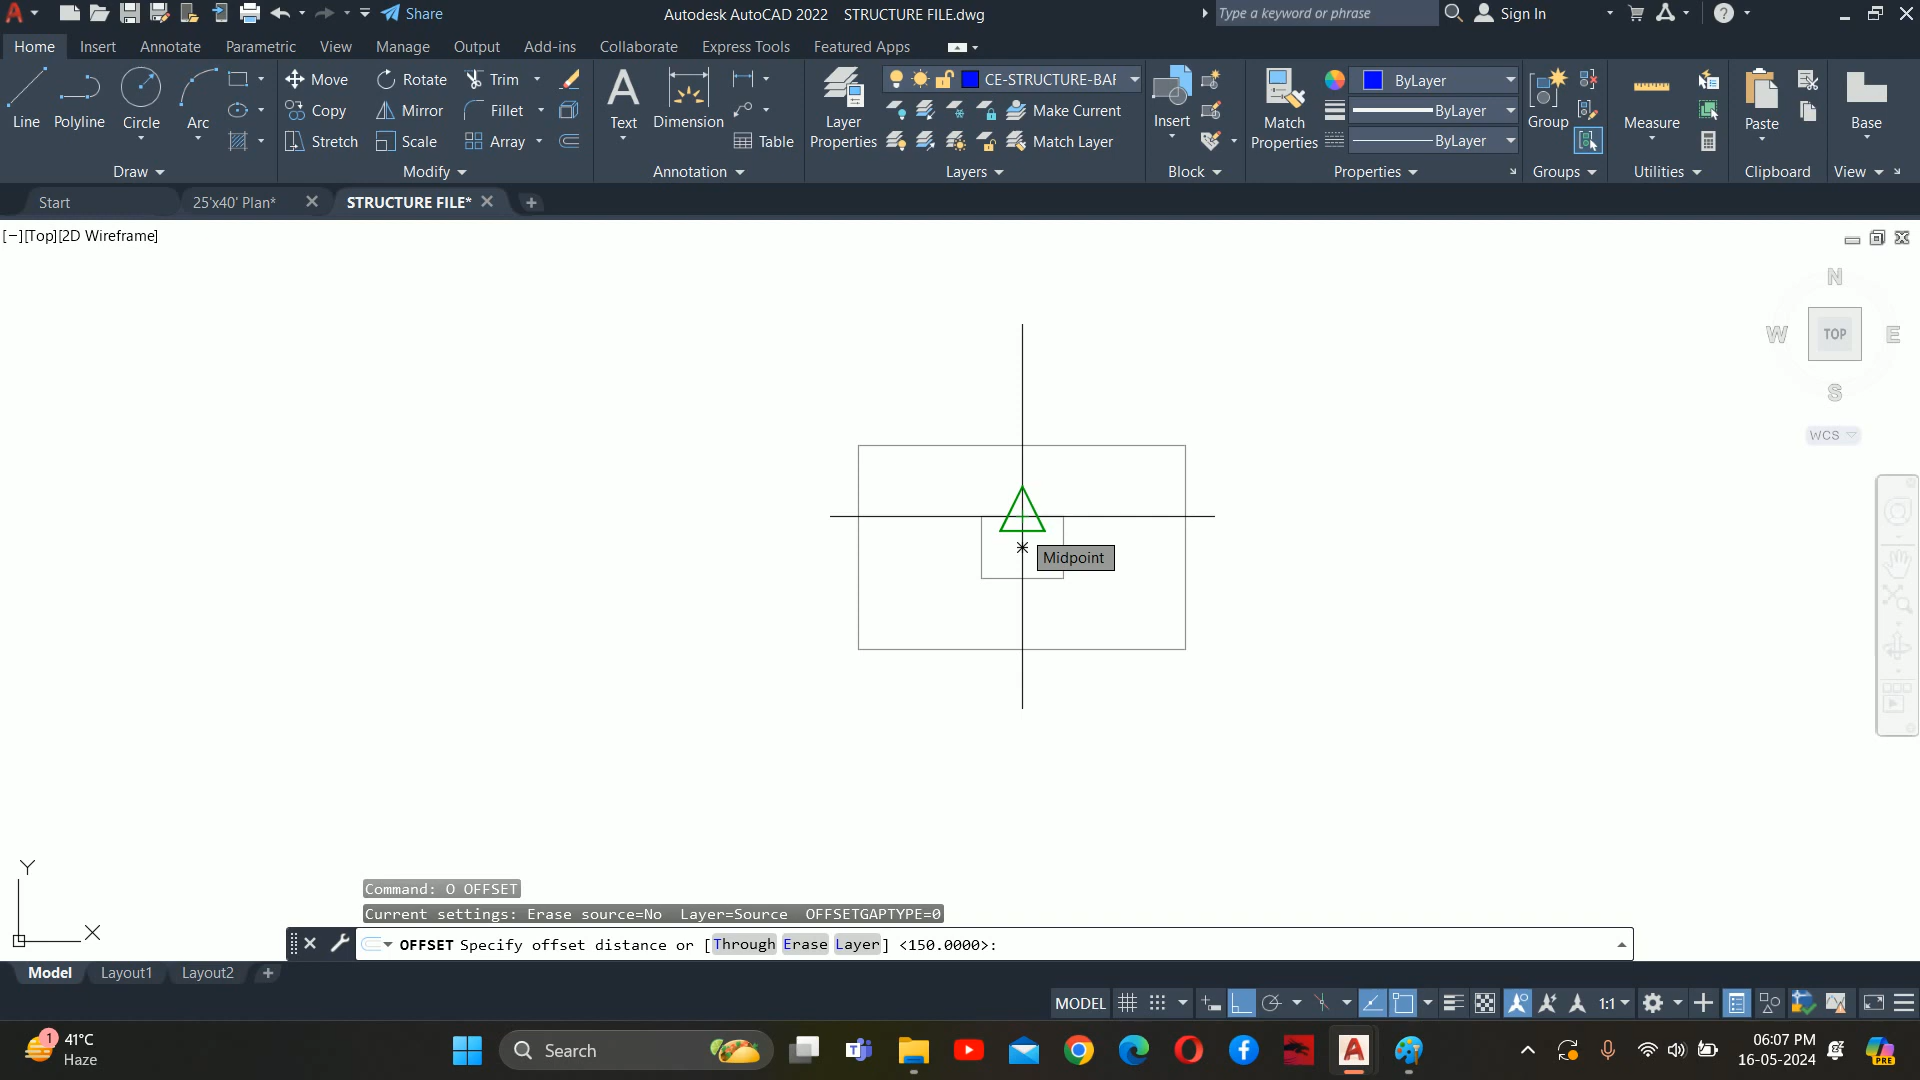 Share
Autodesk AutoCAD 2022 STRUCTURE FILE.dwg
Type a keyword or phrase
Sign In
Home Insert Annotate Parametric View Manage Output Add-ins Collaborate Express Tools Featured Apps
Line
Polyline
Circle
Arc
Draw
Move Rotate Trim
Copy Mirror Fillet
Stretch Scale Array
Modify
Text
Dimension
Table
Annotation
Layer Properties
CE-STRUCTURE-BAR
Make Current
Match Layer
Layers
Insert
Block
Match Properties
ByLayer
ByLayer
ByLayer
Properties
Group
Groups
Measure
Utilities
Paste
Clipboard
Base
View
Start 25'x40' Plan* STRUCTURE FILE*
[−][Top][2D Wireframe]
N
W TOP E
S
WCS
Midpoint
Y
X
Command: O OFFSET
Current settings: Erase source=No Layer=Source OFFSETGAPTYPE=0
OFFSET Specify offset distance or [Through Erase Layer] <150.0000>:
Model Layout1 Layout2
MODEL 1:1
1 41°C
Haze
Search
06:07 PM
16-05-2024
PRE